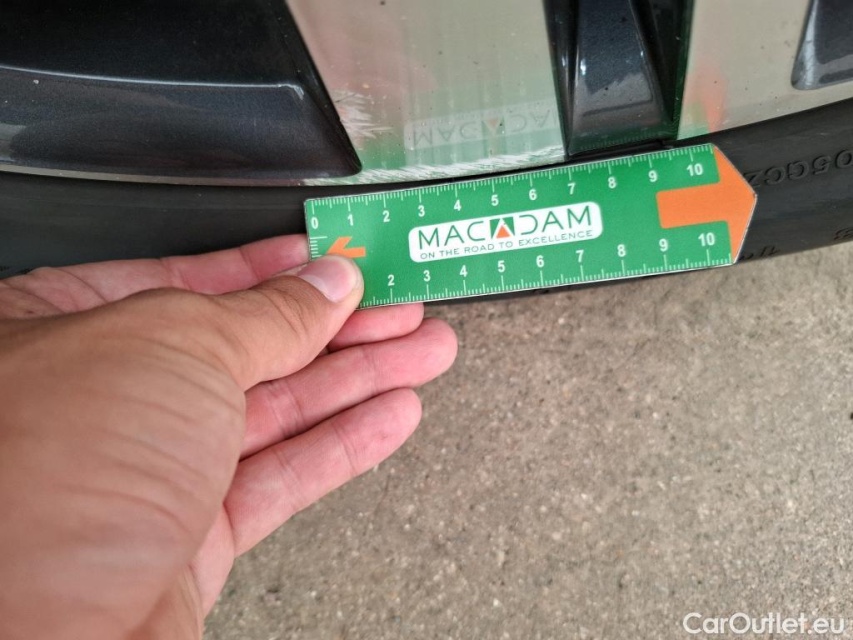 MACADAM
0 1 2 3 4 5 6 7 8 9 10
MACADAM
ON THE ROAD TO EXCELLENCE
2 3 4 5 6 7 8 9 10
CarOutlet.eu